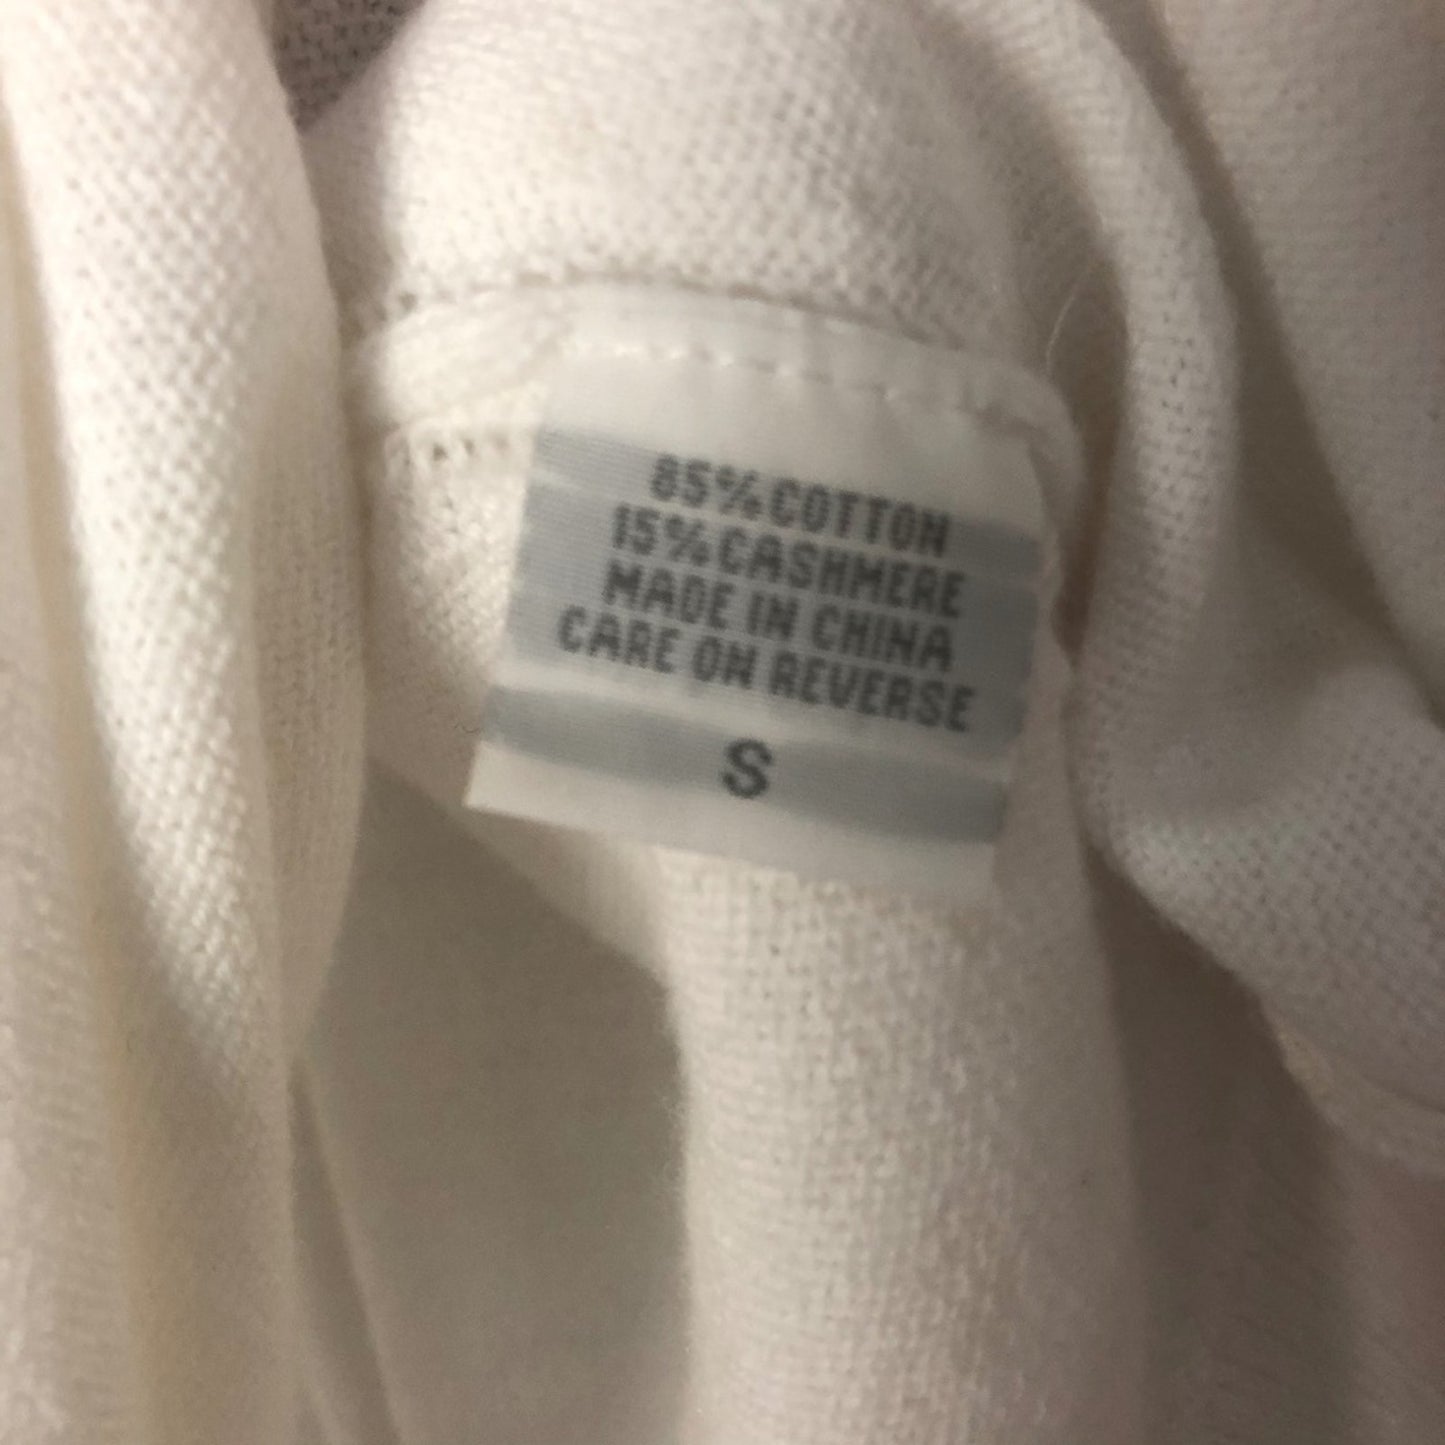 85% COTTON
15% CASHMERE
MADE IN CHINA
CARE ON REVERSE
S